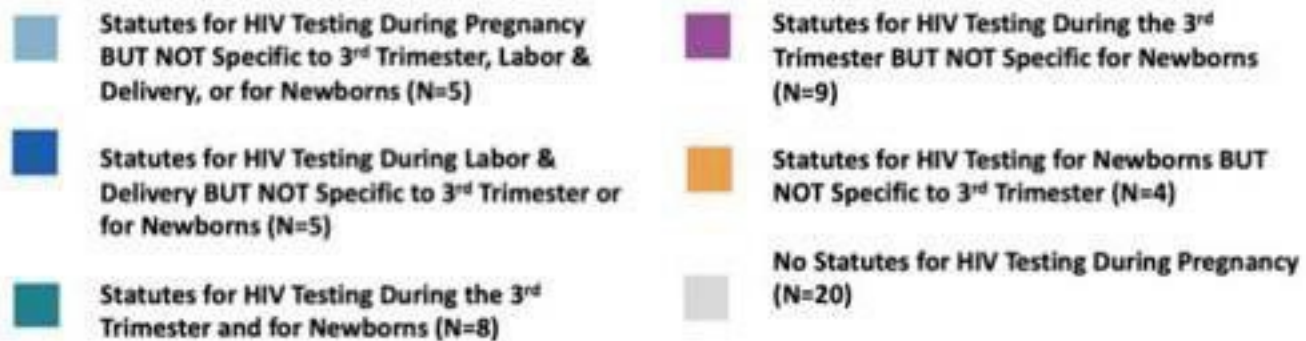 Statutes for HIV Testing During Pregnancy
BUT NOT Specific to 3rd Trimester, Labor &
Delivery, or for Newborns (N=5)
Statutes for HIV Testing During Labor &
Delivery BUT NOT Specific to 3rd Trimester or
for Newborns (N=5)
Statutes for HIV Testing During the 3rd
Trimester and for Newborns (N=8)
Statutes for HIV Testing During the 3rd
Trimester BUT NOT Specific for Newborns
(N=9)
Statutes for HIV Testing for Newborns BUT
NOT Specific to 3rd Trimester (N=4)
No Statutes for HIV Testing During Pregnancy
(N=20)